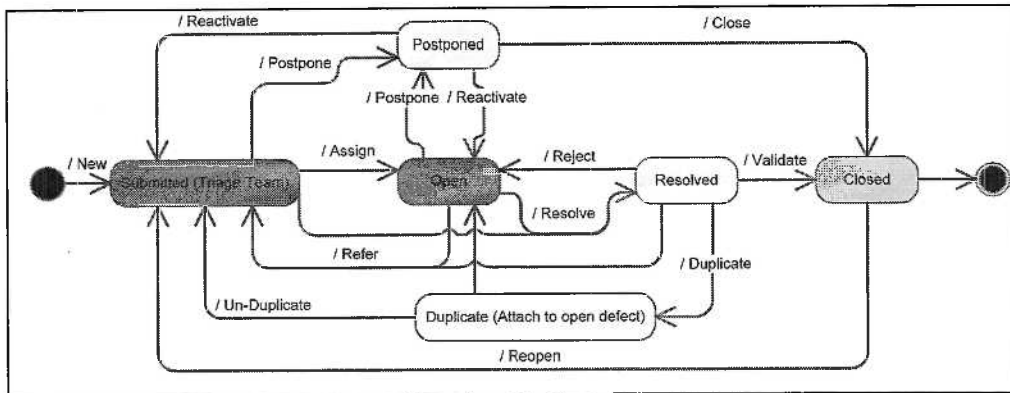 / Reactivate
/ Close
Postponed
/ Postpone
/ Postpone
/ Reactivate
/ New
/ Assign
/ Reject
/ Validate
Submitted (Triage Team)
Open
Resolved
Closed
/ Resolve
/ Refer
/ Duplicate
/ Un-Duplicate
Duplicate (Attach to open defect)
/ Reopen